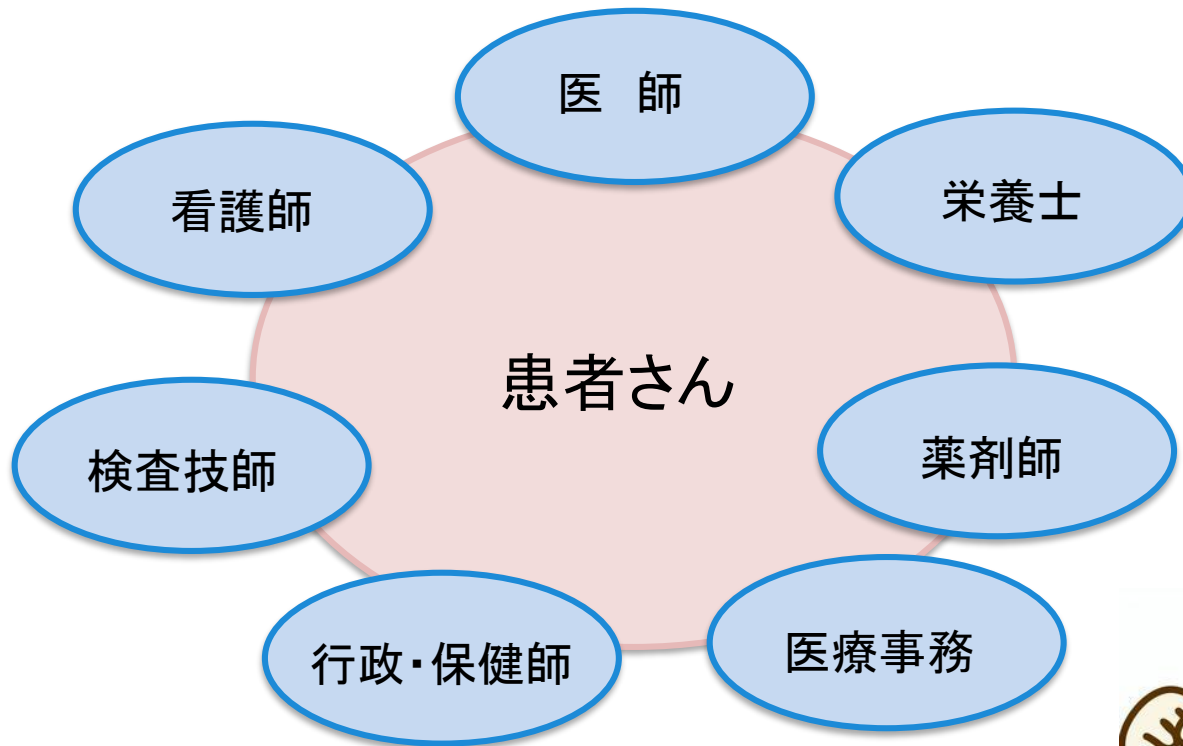 医 師
看護師
栄養士
患者さん
検査技師
薬剤師
行政・保健師
医療事務